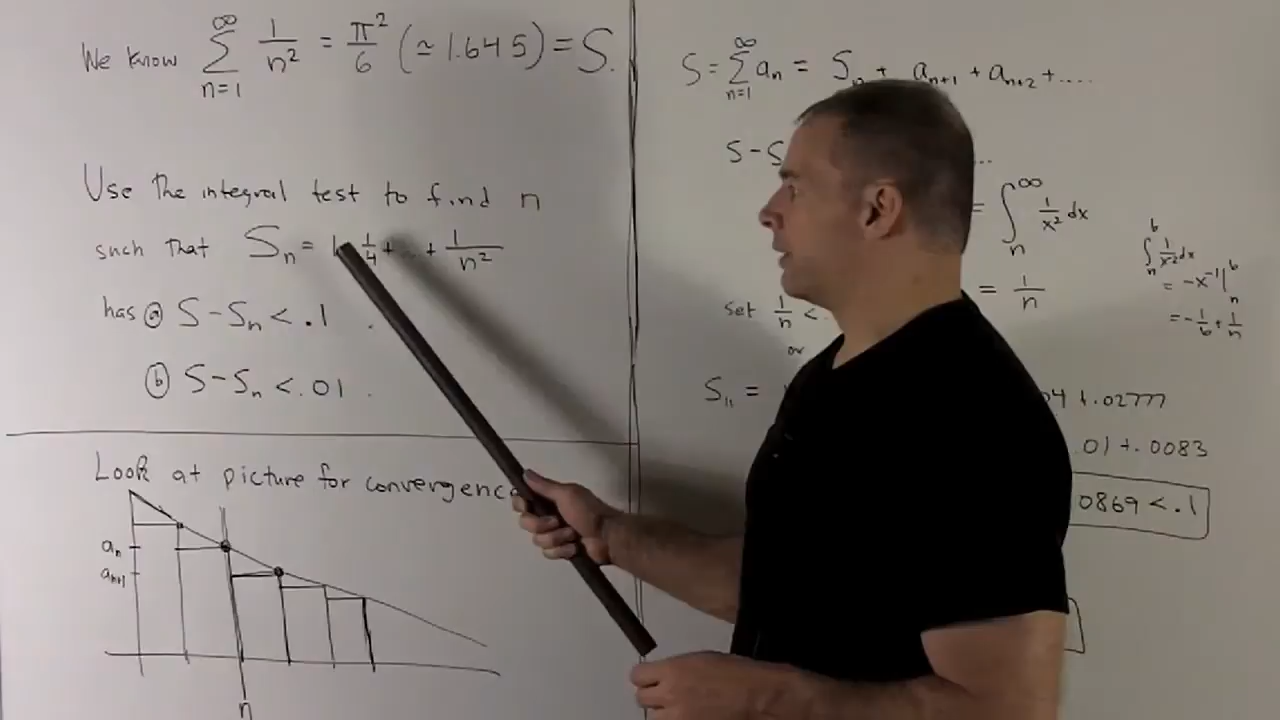 We know ∑_{n=1}^{∞} 1/n² = π²/6 (≃ 1.645) = S.
Use the integral test to find n
such that Sₙ = 1 + 1/4 + ... + 1/n²
has ⓐ S - Sₙ < .1 .
ⓑ S - Sₙ < .01 .
Look at picture for convergence
aₙ
aₙ₊₁
n
S = ∑_{n=1}^{∞} aₙ = Sₙ + aₙ₊₁ + aₙ₊₂ + ....
S - S
= ∫_{n}^{∞} 1/x² dx
= 1/n
∫_{n}^{b} 1/x² dx
= -x⁻¹|_{n}^{b}
= -1/b + 1/n
set 1/n <
or
S₁₁ =
04 + .02777
.01 + .0083
0869 < .1